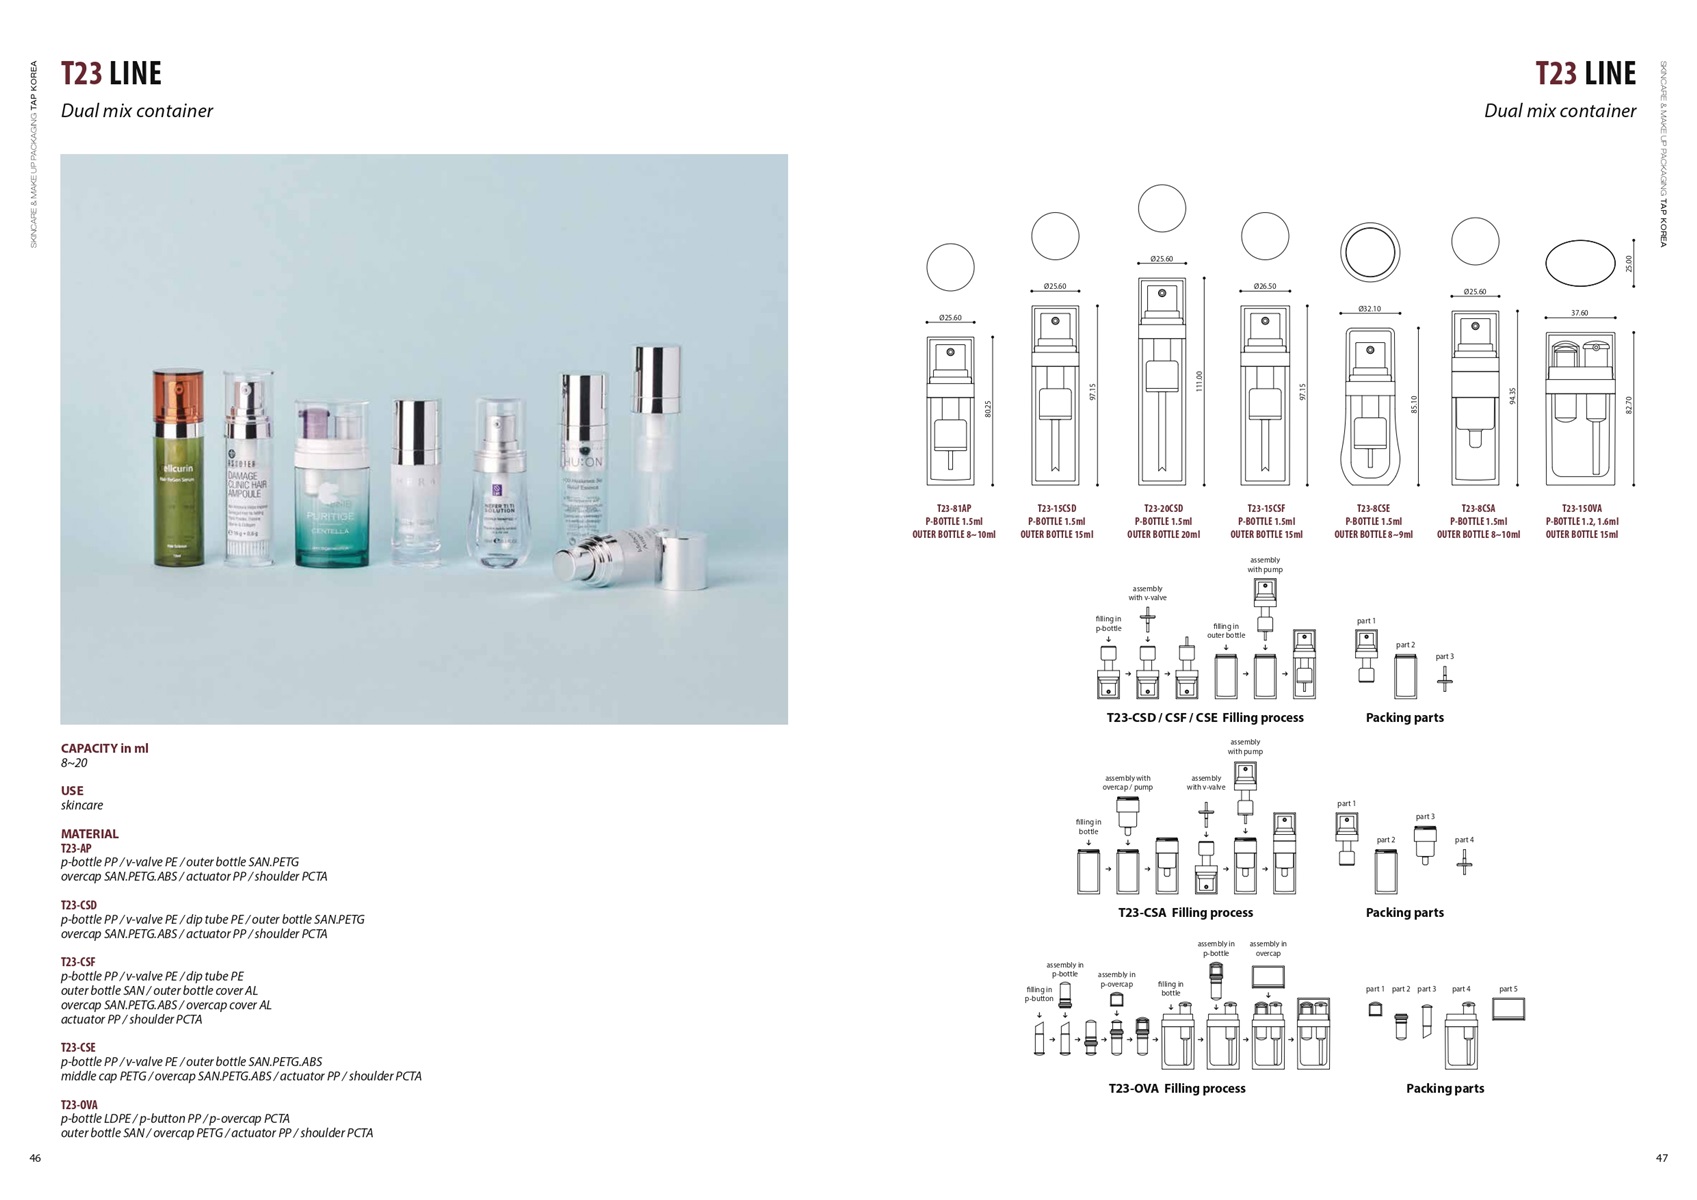 SKINCARE & MAKE UP PACKAGING TAP KOREA
T23 LINE
Dual mix container
ellcurin
DAMAGE
CLINIC HAIR
AMPOULE
PURITIGE
CENTELLA
SOLUTION
HU:ON
CAPACITY in ml
8~20
USE
skincare
MATERIAL
T23-AP
p-bottle PP / v-valve PE / outer bottle SAN.PETG
overcap SAN.PETG.ABS / actuator PP / shoulder PCTA
T23-CSD
p-bottle PP / v-valve PE / dip tube PE / outer bottle SAN.PETG
overcap SAN.PETG.ABS / actuator PP / shoulder PCTA
T23-CSF
p-bottle PP / v-valve PE / dip tube PE
outer bottle SAN / outer bottle cover AL
overcap SAN.PETG.ABS / overcap cover AL
actuator PP / shoulder PCTA
T23-CSE
p-bottle PP / v-valve PE / outer bottle SAN.PETG.ABS
middle cap PETG / overcap SAN.PETG.ABS / actuator PP / shoulder PCTA
T23-OVA
p-bottle LDPE / p-button PP / p-overcap PCTA
outer bottle SAN / overcap PETG / actuator PP / shoulder PCTA
46
T23 LINE
Dual mix container
SKINCARE & MAKE UP PACKAGING TAP KOREA
Ø25.60
80.25
T23-81AP
P-BOTTLE 1.5ml
OUTER BOTTLE 8~10ml
Ø25.60
97.15
T23-15CSD
P-BOTTLE 1.5ml
OUTER BOTTLE 15ml
Ø25.60
111.00
T23-20CSD
P-BOTTLE 1.5ml
OUTER BOTTLE 20ml
Ø26.50
97.15
T23-15CSF
P-BOTTLE 1.5ml
OUTER BOTTLE 15ml
Ø32.10
85.10
T23-8CSE
P-BOTTLE 1.5ml
OUTER BOTTLE 8~9ml
Ø25.60
94.35
T23-8CSA
P-BOTTLE 1.5ml
OUTER BOTTLE 8~10ml
25.00
37.60
82.70
T23-15OVA
P-BOTTLE 1.2, 1.6ml
OUTER BOTTLE 15ml
filling in
p-bottle
assembly
with v-valve
filling in
outer bottle
assembly
with pump
part 1
part 2
part 3
T23-CSD / CSF / CSE Filling process
Packing parts
filling in
bottle
assembly with
overcap / pump
assembly
with v-valve
assembly
with pump
part 1
part 2
part 3
part 4
T23-CSA Filling process
Packing parts
filling in
p-button
assembly in
p-bottle
assembly in
p-overcap
filling in
bottle
assembly in
p-bottle
assembly in
overcap
part 1
part 2
part 3
part 4
part 5
T23-OVA Filling process
Packing parts
47